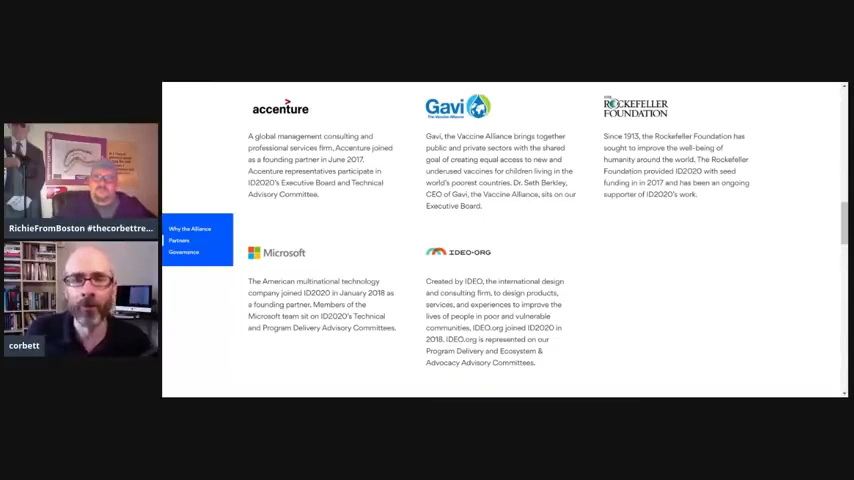 accenture
A global management consulting and
professional services firm, Accenture joined
as a founding partner in June 2017.
Accenture representatives participate in
ID2020's Executive Board and Technical
Advisory Committee.
Gavi
The Vaccine Alliance
Gavi, the Vaccine Alliance brings together
public and private sectors with the shared
goal of creating equal access to new and
underused vaccines for children living in the
world's poorest countries. Dr. Seth Berkley,
CEO of Gavi, the Vaccine Alliance, sits on our
Executive Board.
THE
ROCKEFELLER
FOUNDATION
Since 1913, the Rockefeller Foundation has
sought to improve the well-being of
humanity around the world. The Rockefeller
Foundation provided ID2020 with seed
funding in in 2017 and has been an ongoing
supporter of ID2020's work.
RichieFromBoston #thecorbettre...
Why the Alliance
Partners
Governance
Microsoft
The American multinational technology
company joined ID2020 in January 2018 as
a founding partner. Members of the
Microsoft team sit on ID2020's Technical
and Program Delivery Advisory Committees.
IDEO.ORG
Created by IDEO, the international design
and consulting firm, to design products,
services, and experiences to improve the
lives of people in poor and vulnerable
communities, IDEO.org joined ID2020 in
2018. IDEO.org is represented on our
Program Delivery and Ecosystem &
Advocacy Advisory Committees.
corbett